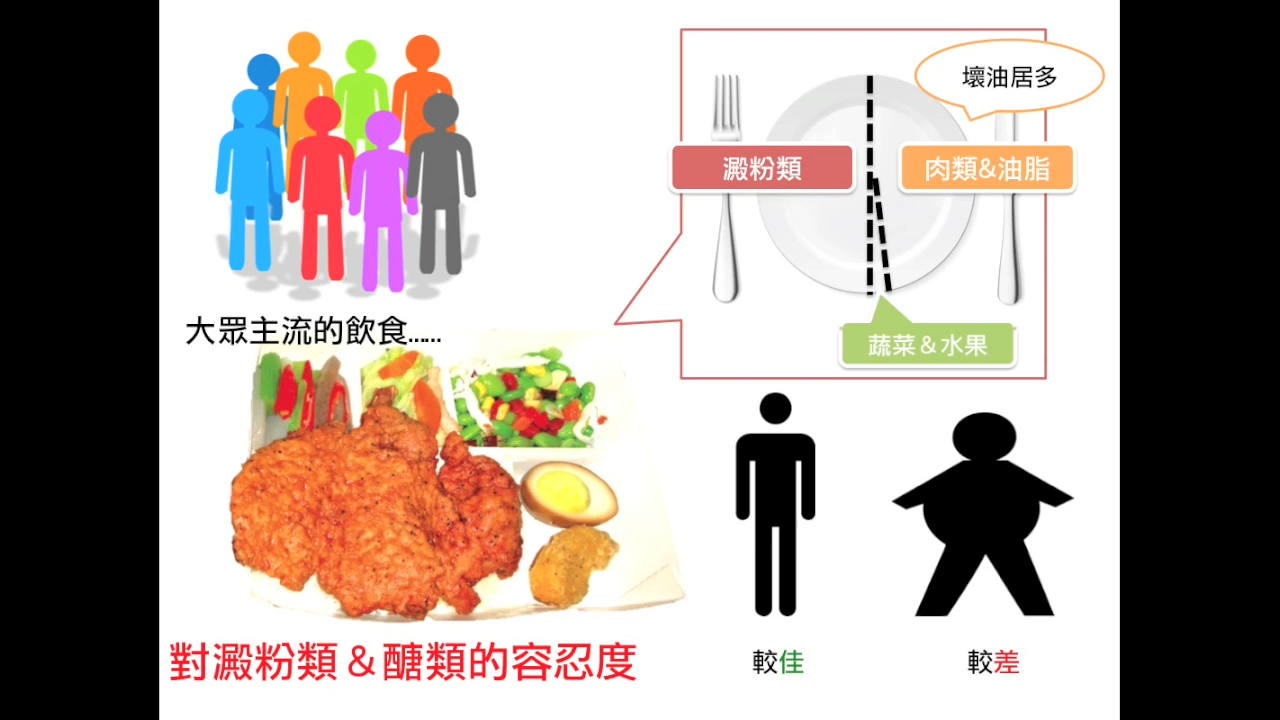 壞油居多
澱粉類
肉類&油脂
大眾主流的飲食......
蔬菜＆水果
對澱粉類＆醣類的容忍度
較佳
較差